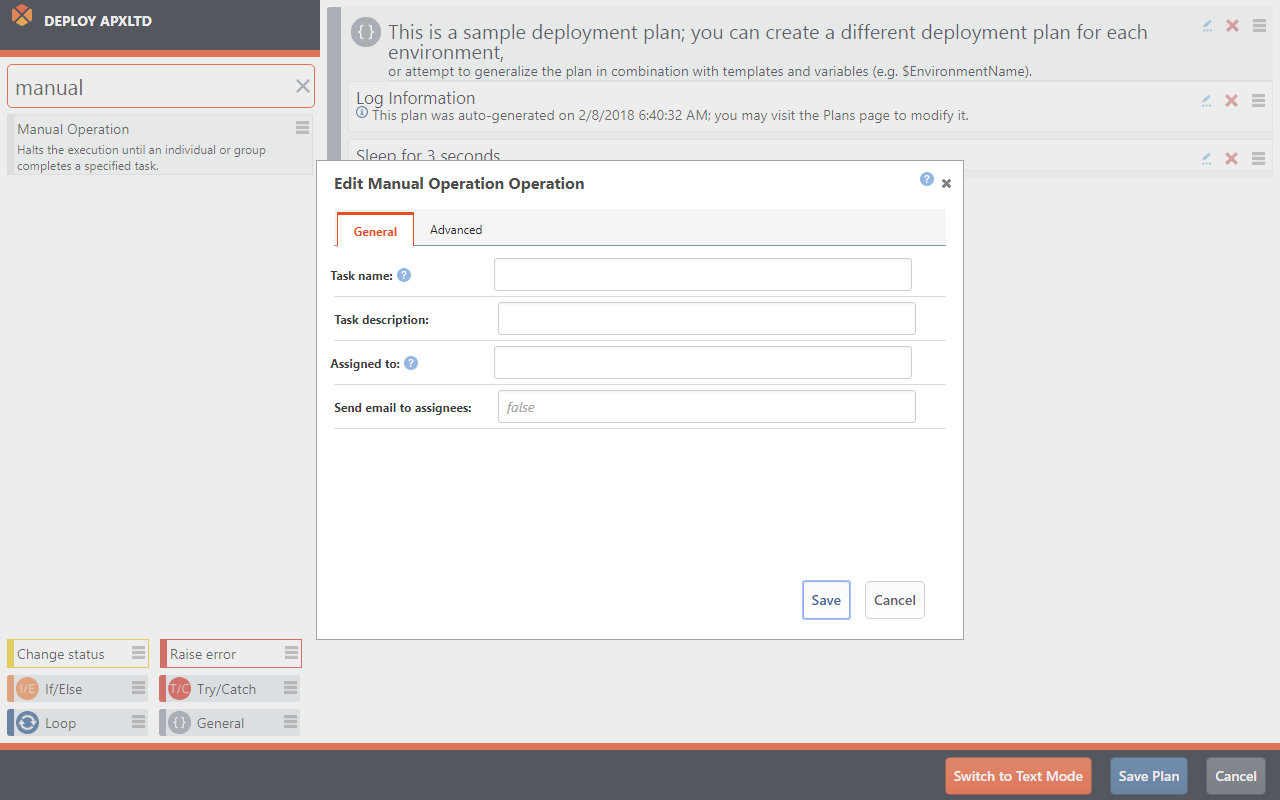 DEPLOY APXLTD
manual
Manual Operation
Halts the execution until an individual or group
completes a specified task.
{ } This is a sample deployment plan; you can create a different deployment plan for each
environment,
or attempt to generalize the plan in combination with templates and variables (e.g. $EnvironmentName).
Log Information
This plan was auto-generated on 2/8/2018 6:40:32 AM; you may visit the Plans page to modify it.
Sleep for 3 seconds
Edit Manual Operation Operation
General Advanced
Task name: ?
Task description:
Assigned to: ?
Send email to assignees: false
Save Cancel
Change status Raise error
I/E If/Else T/C Try/Catch
Loop { } General
Switch to Text Mode Save Plan Cancel